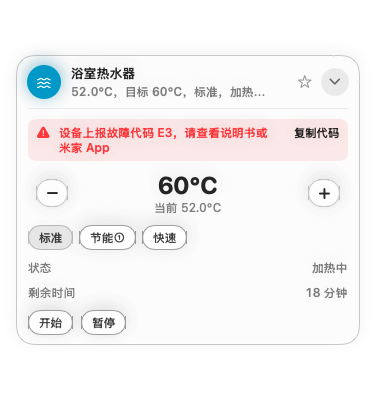 浴室热水器
52.0°C，目标 60°C，标准，加热...
设备上报故障代码 E3，请查看说明书或
米家 App
复制代码
60°C
当前 52.0°C
标准
节能①
快速
状态
加热中
剩余时间
18 分钟
开始
暂停